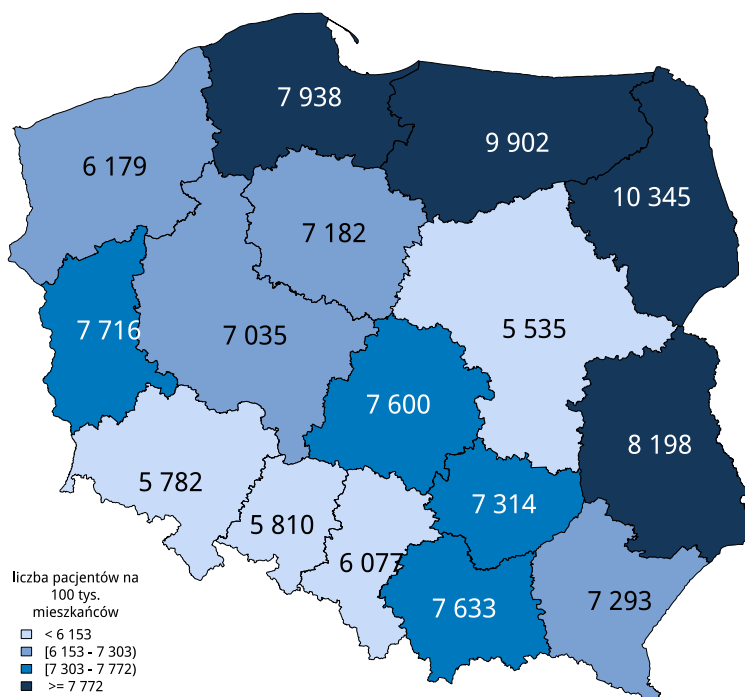 7 938
9 902
6 179
10 345
7 182
7 716
7 035
5 535
7 600
8 198
5 782
7 314
5 810
6 077
7 633
7 293
liczba pacjentów na
100 tys.
mieszkańców
< 6 153
[6 153 - 7 303)
[7 303 - 7 772)
>= 7 772